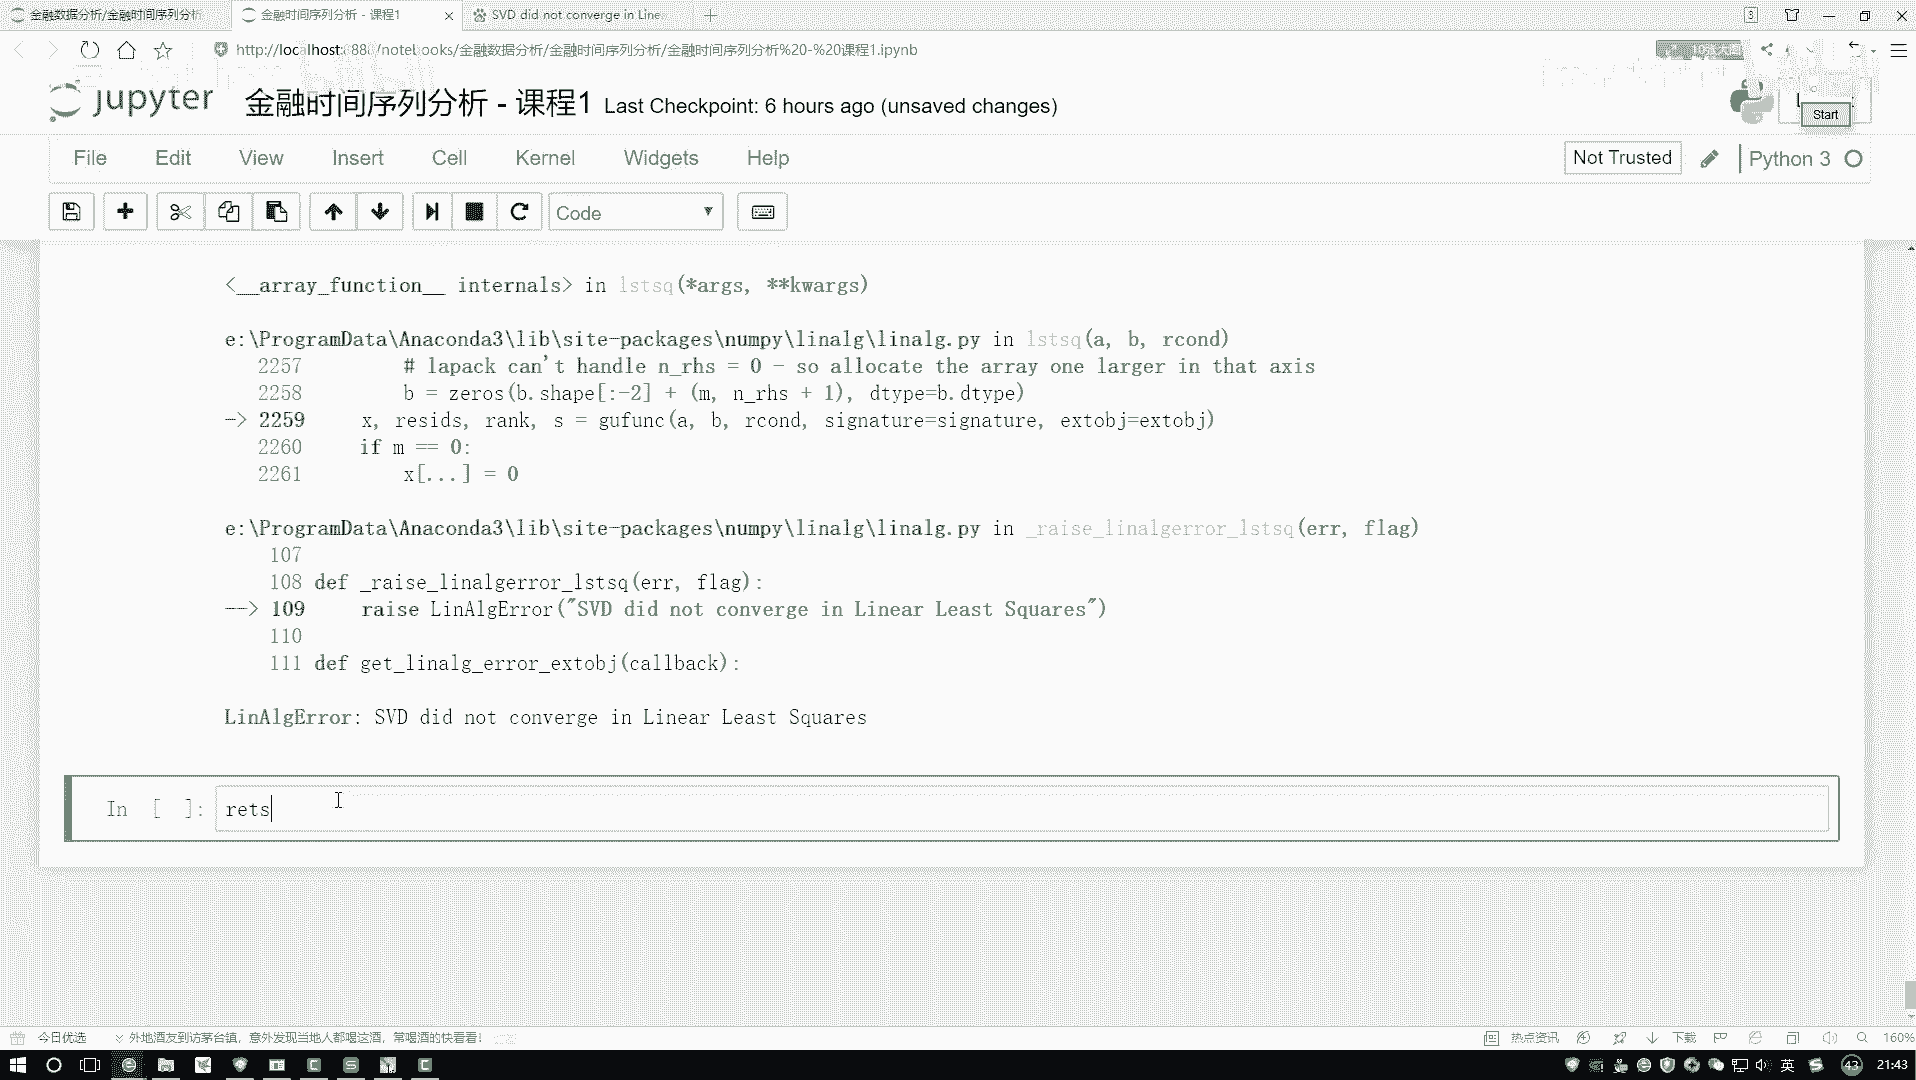 金融数据分析/金融时间序列分析
金融时间序列分析 - 课程1
SVD did not converge in Line
http://localhost:888/notebooks/金融数据分析/金融时间序列分析/金融时间序列分析%20-%20课程1.ipynb
10张大图
jupyter
金融时间序列分析 - 课程1
Last Checkpoint: 6 hours ago (unsaved changes)
Start
File Edit View Insert Cell Kernel Widgets Help
Not Trusted
Python 3
Code
<__array_function__ internals> in lstsq(*args, **kwargs)
e:\ProgramData\Anaconda3\lib\site-packages\numpy\linalg\linalg.py in lstsq(a, b, rcond)
2257 # lapack can't handle n_rhs = 0 - so allocate the array one larger in that axis
2258 b = zeros(b.shape[:-2] + (m, n_rhs + 1), dtype=b.dtype)
-> 2259 x, resids, rank, s = gufunc(a, b, rcond, signature=signature, extobj=extobj)
2260 if m == 0:
2261 x[...] = 0
e:\ProgramData\Anaconda3\lib\site-packages\numpy\linalg\linalg.py in _raise_linalgerror_lstsq(err, flag)
107
108 def _raise_linalgerror_lstsq(err, flag):
--> 109 raise LinAlgError("SVD did not converge in Linear Least Squares")
110
111 def get_linalg_error_extobj(callback):
LinAlgError: SVD did not converge in Linear Least Squares
In [ ]: rets
今日优选
外地酒友到访茅台镇，意外发现当地人都喝这酒，常喝酒的快看看！
热点资讯
下载
160%
英
43
21:43